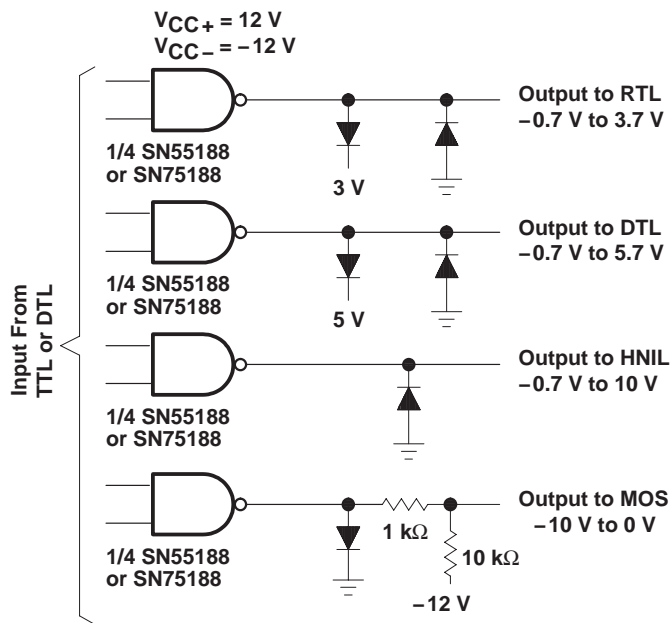 VCC+ = 12 V
VCC− = −12 V
Input From
TTL or DTL
1/4 SN55188
or SN75188
3 V
Output to RTL
−0.7 V to 3.7 V
1/4 SN55188
or SN75188
5 V
Output to DTL
−0.7 V to 5.7 V
1/4 SN55188
or SN75188
Output to HNIL
−0.7 V to 10 V
1/4 SN55188
or SN75188
1 kΩ
10 kΩ
−12 V
Output to MOS
−10 V to 0 V